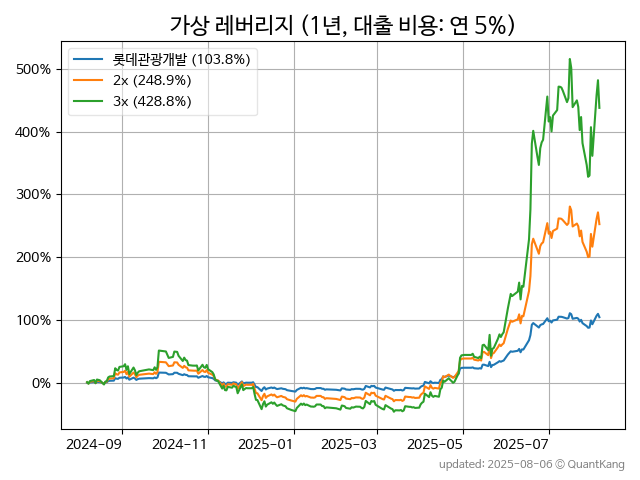 가상 레버리지 (1년, 대출 비용: 연 5%)
롯데관광개발 (103.8%)
2x (248.9%)
3x (428.8%)
500%
400%
300%
200%
100%
0%
2024-09 2024-11 2025-01 2025-03 2025-05 2025-07
updated: 2025-08-06 © QuantKang